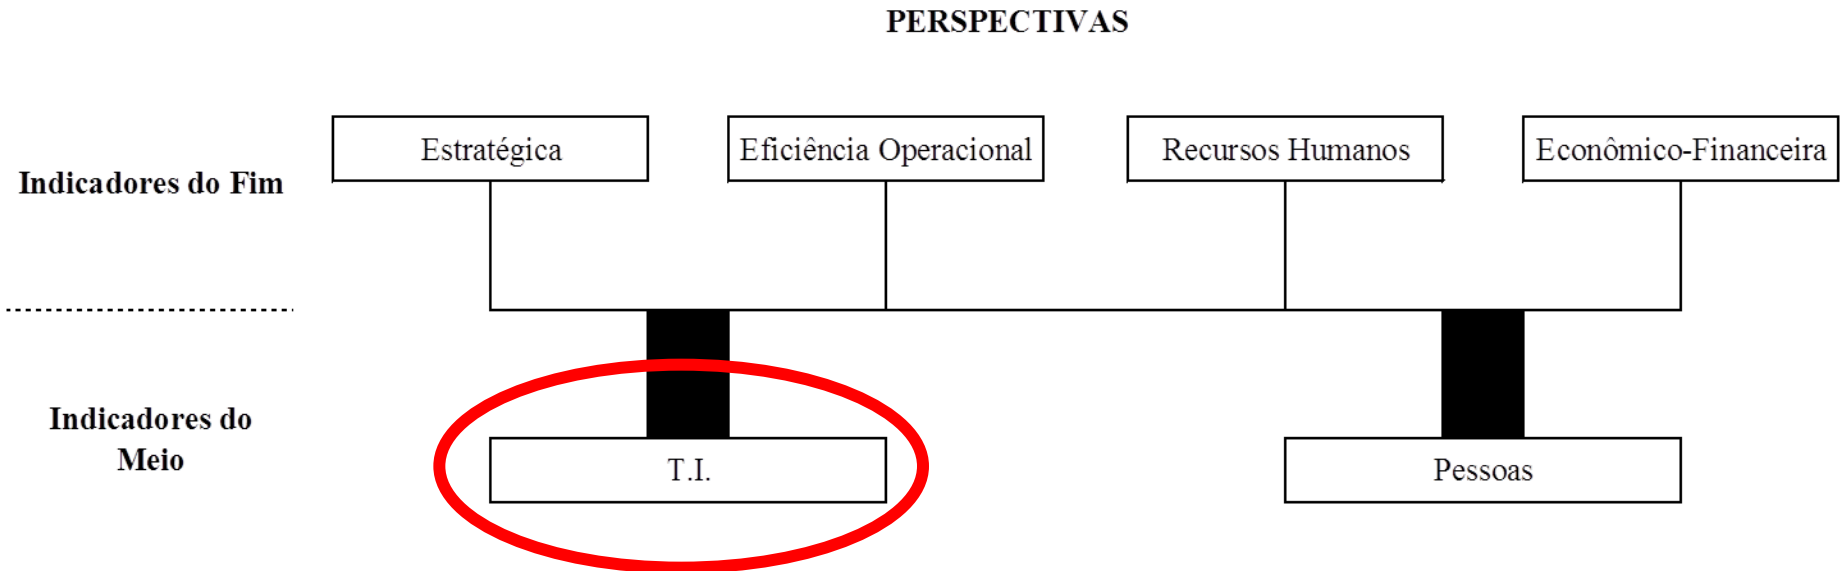 PERSPECTIVAS
Estratégica
Eficiência Operacional
Recursos Humanos
Econômico-Financeira
Indicadores do Fim
Indicadores do
Meio
T.I.
Pessoas